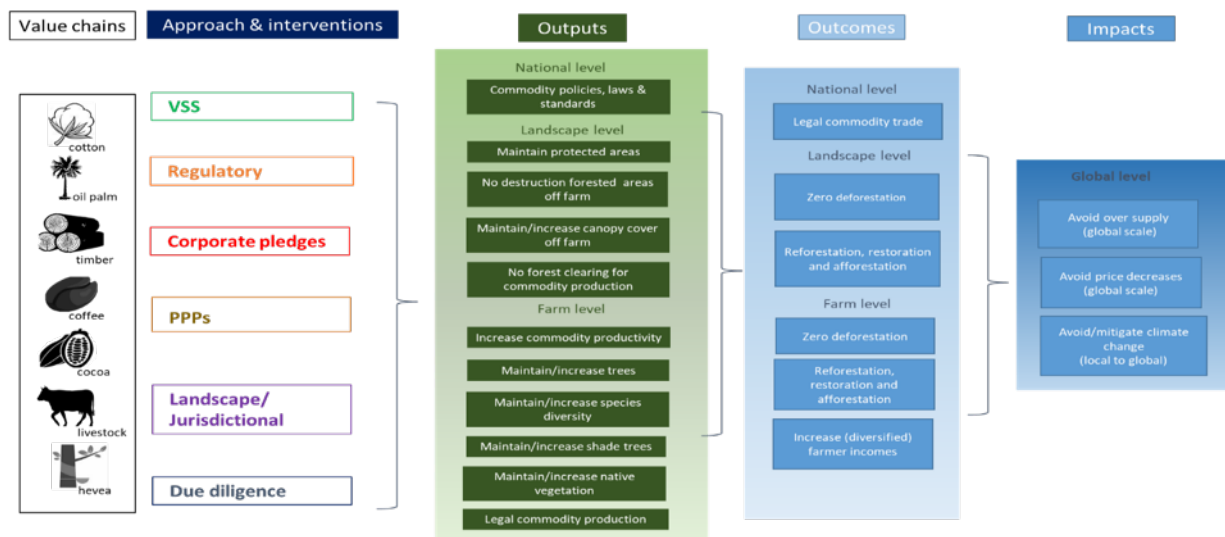 Value chains
Approach & interventions
Outputs
Outcomes
Impacts
cotton
oil palm
timber
coffee
cocoa
livestock
hevea
VSS
Regulatory
Corporate pledges
PPPs
Landscape/
Jurisdictional
Due diligence
National level
Commodity policies, laws &
standards
Landscape level
Maintain protected areas
No destruction forested areas
off farm
Maintain/increase canopy cover
off farm
No forest clearing for
commodity production
Farm level
Increase commodity productivity
Maintain/increase trees
Maintain/increase species
diversity
Maintain/increase shade trees
Maintain/increase native
vegetation
Legal commodity production
National level
Legal commodity trade
Landscape level
Zero deforestation
Reforestation, restoration
and afforestation
Farm level
Zero deforestation
Reforestation,
restoration and
afforestation
Increase (diversified)
farmer incomes
Global level
Avoid over supply
(global scale)
Avoid price decreases
(global scale)
Avoid/mitigate climate
change
(local to global)